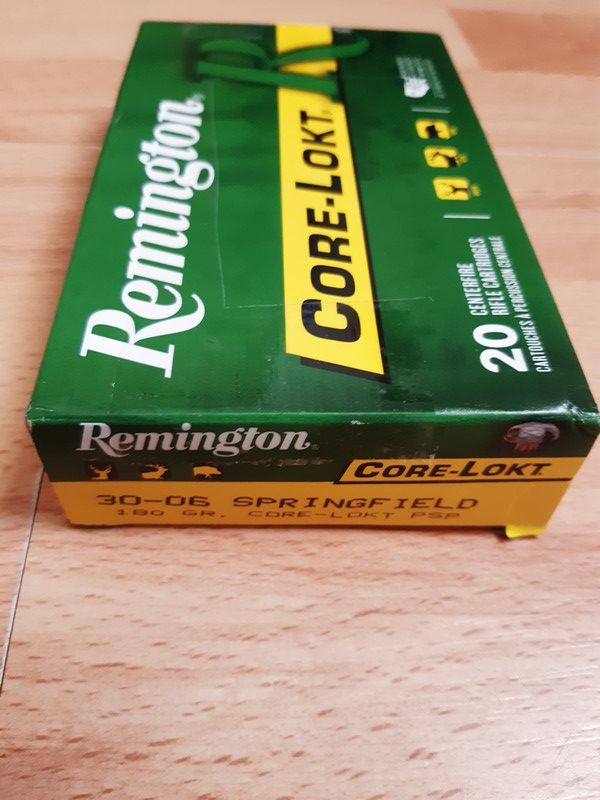 Remington®
CORE-LOKT®
R
20 CENTERFIRE
RIFLE CARTRIDGES
CARTOUCHES À PERCUSSION CENTRALE
Remington®
CORE-LOKT
30-06 SPRINGFIELD
180 GR. CORE-LOKT PSP